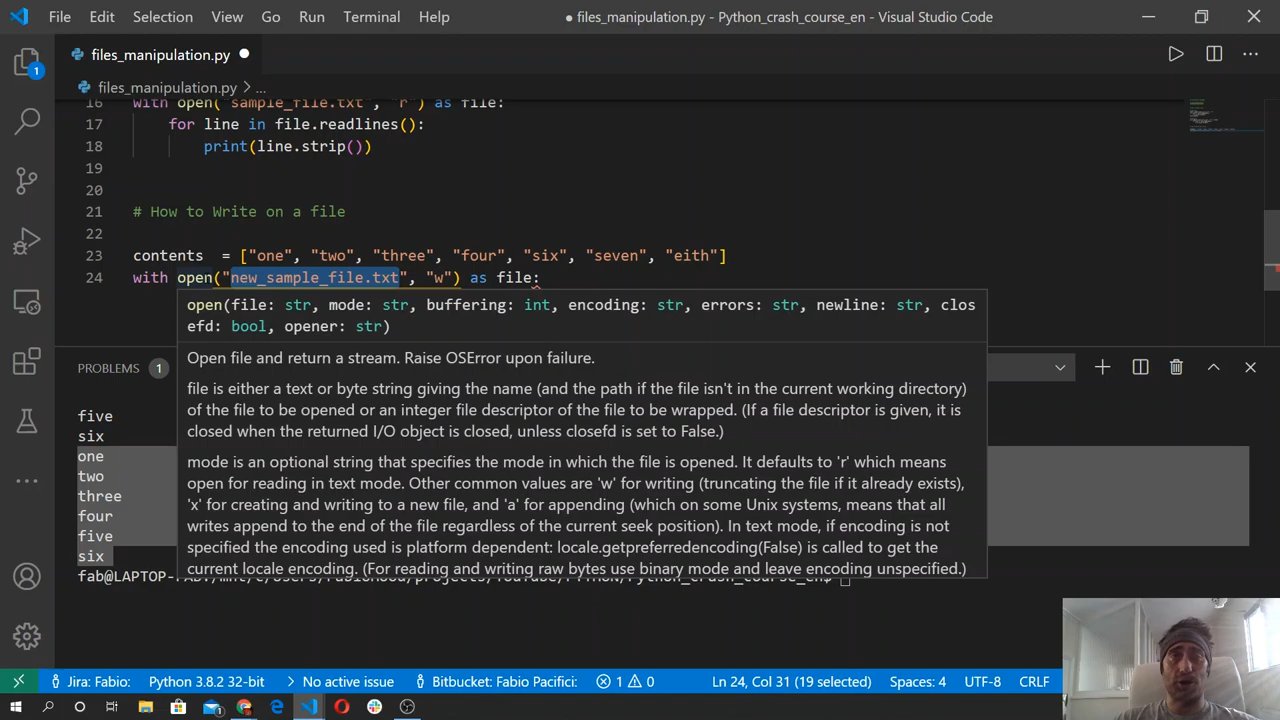 File Edit Selection View Go Run Terminal Help ● files_manipulation.py - Python_crash_course_en - Visual Studio Code
files_manipulation.py ●
files_manipulation.py > ...
1
16 with open("sample_file.txt", "r") as file:
17 for line in file.readlines():
18 print(line.strip())
19
20
21 # How to Write on a file
22
23 contents = ["one", "two", "three", "four", "six", "seven", "eith"]
24 with open("new_sample_file.txt", "w") as file:
open(file: str, mode: str, buffering: int, encoding: str, errors: str, newline: str, clos
efd: bool, opener: str)
Open file and return a stream. Raise OSError upon failure.
file is either a text or byte string giving the name (and the path if the file isn't in the current working directory)
of the file to be opened or an integer file descriptor of the file to be wrapped. (If a file descriptor is given, it is
closed when the returned I/O object is closed, unless closefd is set to False.)
mode is an optional string that specifies the mode in which the file is opened. It defaults to 'r' which means
open for reading in text mode. Other common values are 'w' for writing (truncating the file if it already exists),
'x' for creating and writing to a new file, and 'a' for appending (which on some Unix systems, means that all
writes append to the end of the file regardless of the current seek position). In text mode, if encoding is not
specified the encoding used is platform dependent: locale.getpreferredencoding(False) is called to get the
current locale encoding. (For reading and writing raw bytes use binary mode and leave encoding unspecified.)
PROBLEMS 1
five
six
one
two
three
four
five
six
Jira: Fabio: Python 3.8.2 32-bit No active issue Bitbucket: Fabio Pacifici: 1 0 Ln 24, Col 31 (19 selected) Spaces: 4 UTF-8 CRLF